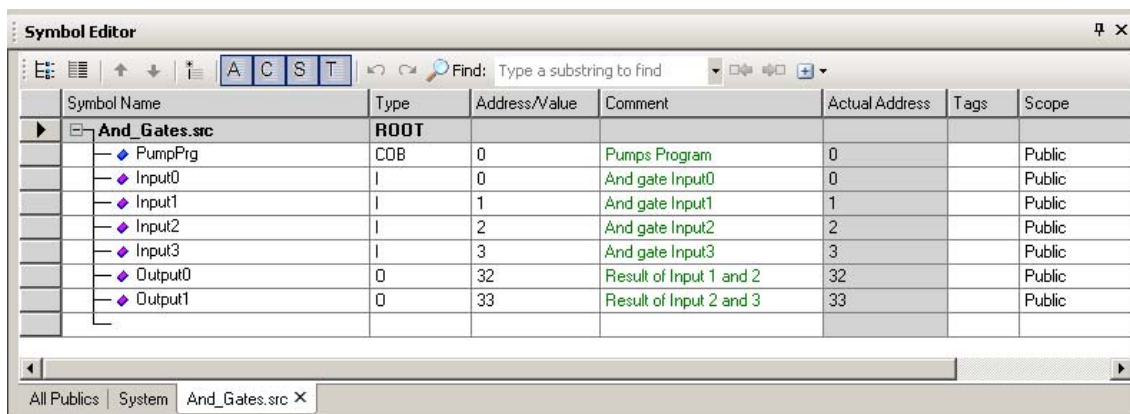 Symbol Editor
A C S T Find: Type a substring to find
Symbol Name Type Address/Value Comment Actual Address Tags Scope
And_Gates.src ROOT
PumpPrg COB 0 Pumps Program 0 Public
Input0 I 0 And gate Input0 0 Public
Input1 I 1 And gate Input1 1 Public
Input2 I 2 And gate Input2 2 Public
Input3 I 3 And gate Input3 3 Public
Output0 O 32 Result of Input 1 and 2 32 Public
Output1 O 33 Result of Input 2 and 3 33 Public
All Publics System And_Gates.src